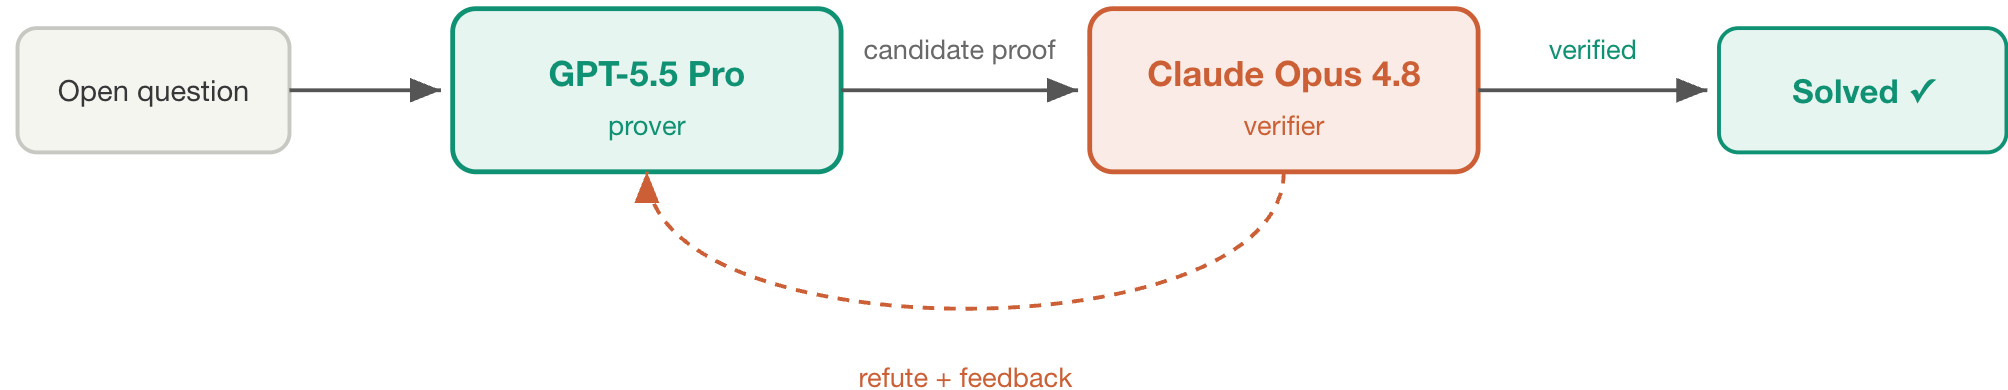 Open question
GPT-5.5 Pro
prover
candidate proof
Claude Opus 4.8
verifier
verified
Solved ✓
refute + feedback